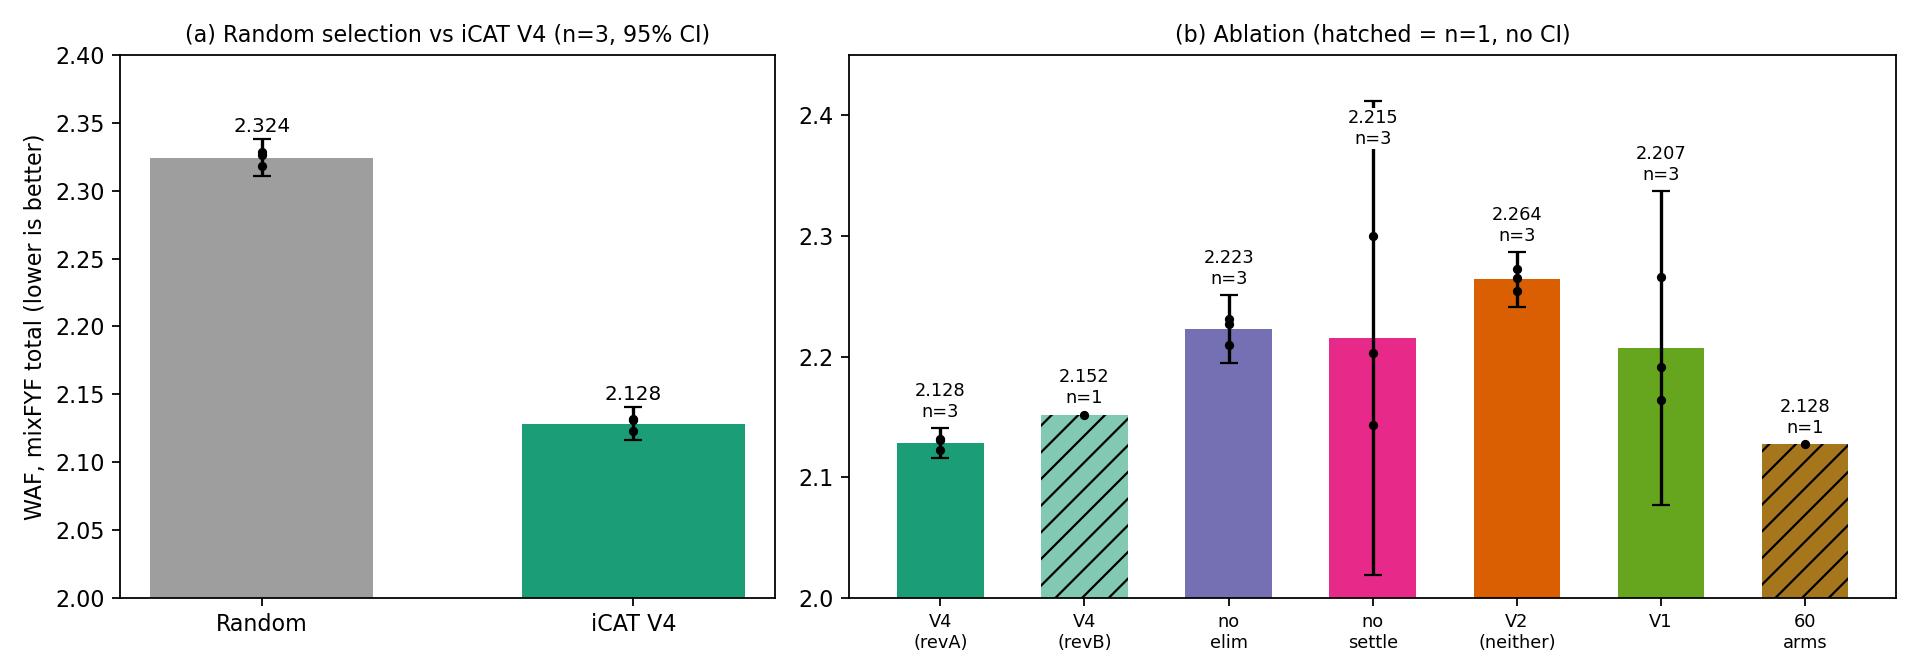 (a) Random selection vs iCAT V4 (n=3, 95% CI)
WAF, mixFYF total (lower is better)
2.40
2.35
2.30
2.25
2.20
2.15
2.10
2.05
2.00
2.324
2.128
Random
iCAT V4
(b) Ablation (hatched = n=1, no CI)
2.4
2.3
2.2
2.1
2.0
2.128
n=3
2.152
n=1
2.223
n=3
2.215
n=3
2.264
n=3
2.207
n=3
2.128
n=1
V4
(revA)
V4
(revB)
no
elim
no
settle
V2
(neither)
V1
60
arms